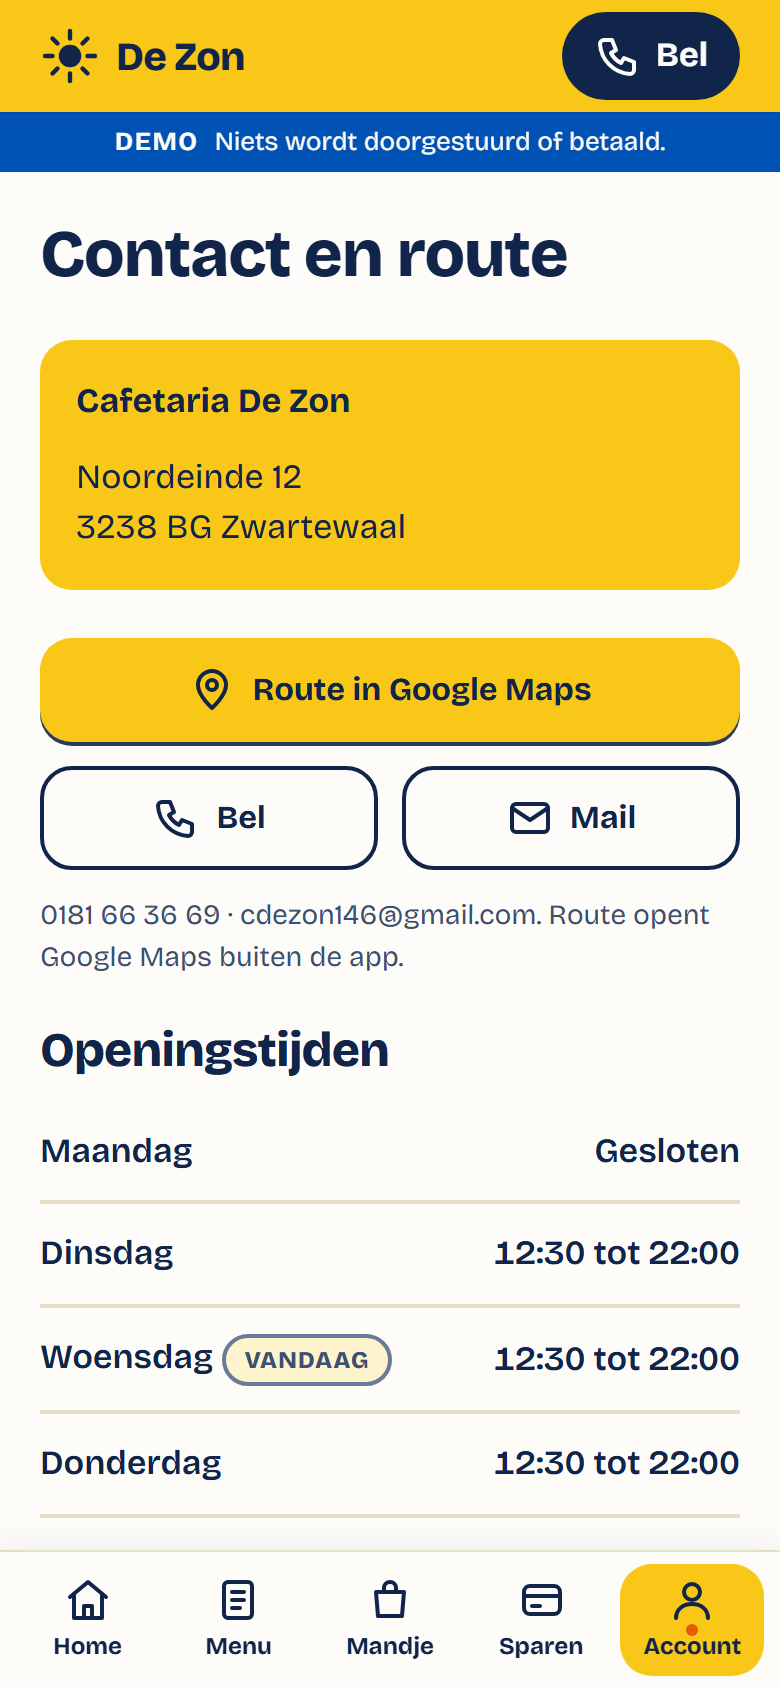 De Zon
Bel
DEMO Niets wordt doorgestuurd of betaald.
Contact en route
Cafetaria De Zon
Noordeinde 12
3238 BG Zwartewaal
Route in Google Maps
Bel
Mail
0181 66 36 69 · cdezon146@gmail.com. Route opent
Google Maps buiten de app.
Openingstijden
Maandag Gesloten
Dinsdag 12:30 tot 22:00
Woensdag VANDAAG 12:30 tot 22:00
Donderdag 12:30 tot 22:00
Home Menu Mandje Sparen Account